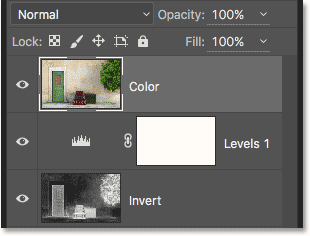 Normal Opacity: 100%
Lock: Fill: 100%
Color
Levels 1
Invert